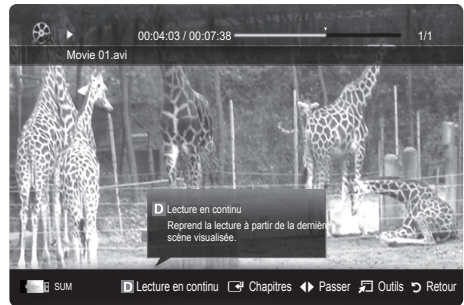 00:04:03 / 00:07:38 1/1
Movie 01.avi
D Lecture en continu
Reprend la lecture à partir de la dernière
scène visualisée.
SUM D Lecture en continu Chapitres Passer Outils Retour